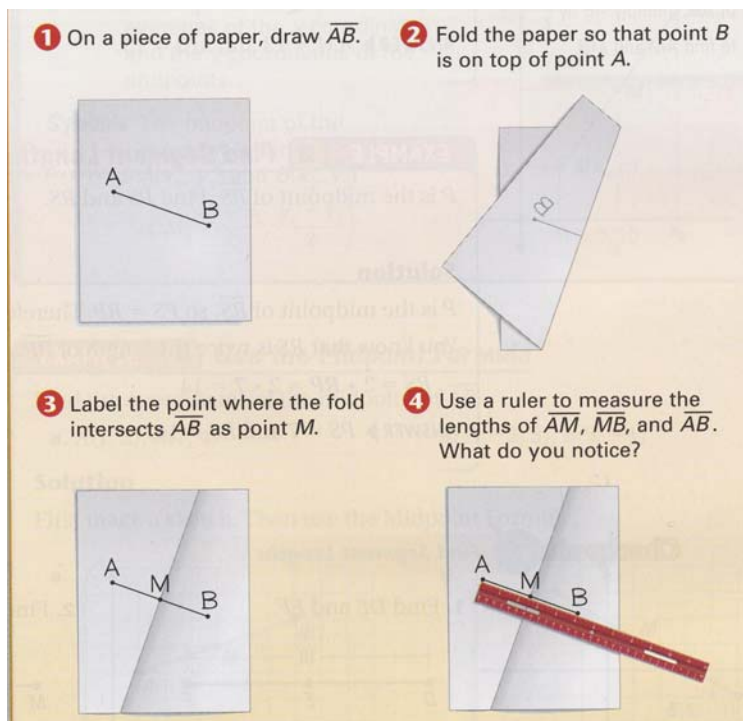 1 On a piece of paper, draw AB.
A
B
2 Fold the paper so that point B
is on top of point A.
B
3 Label the point where the fold
intersects AB as point M.
A
M
B
4 Use a ruler to measure the
lengths of AM, MB, and AB.
What do you notice?
A
M
B